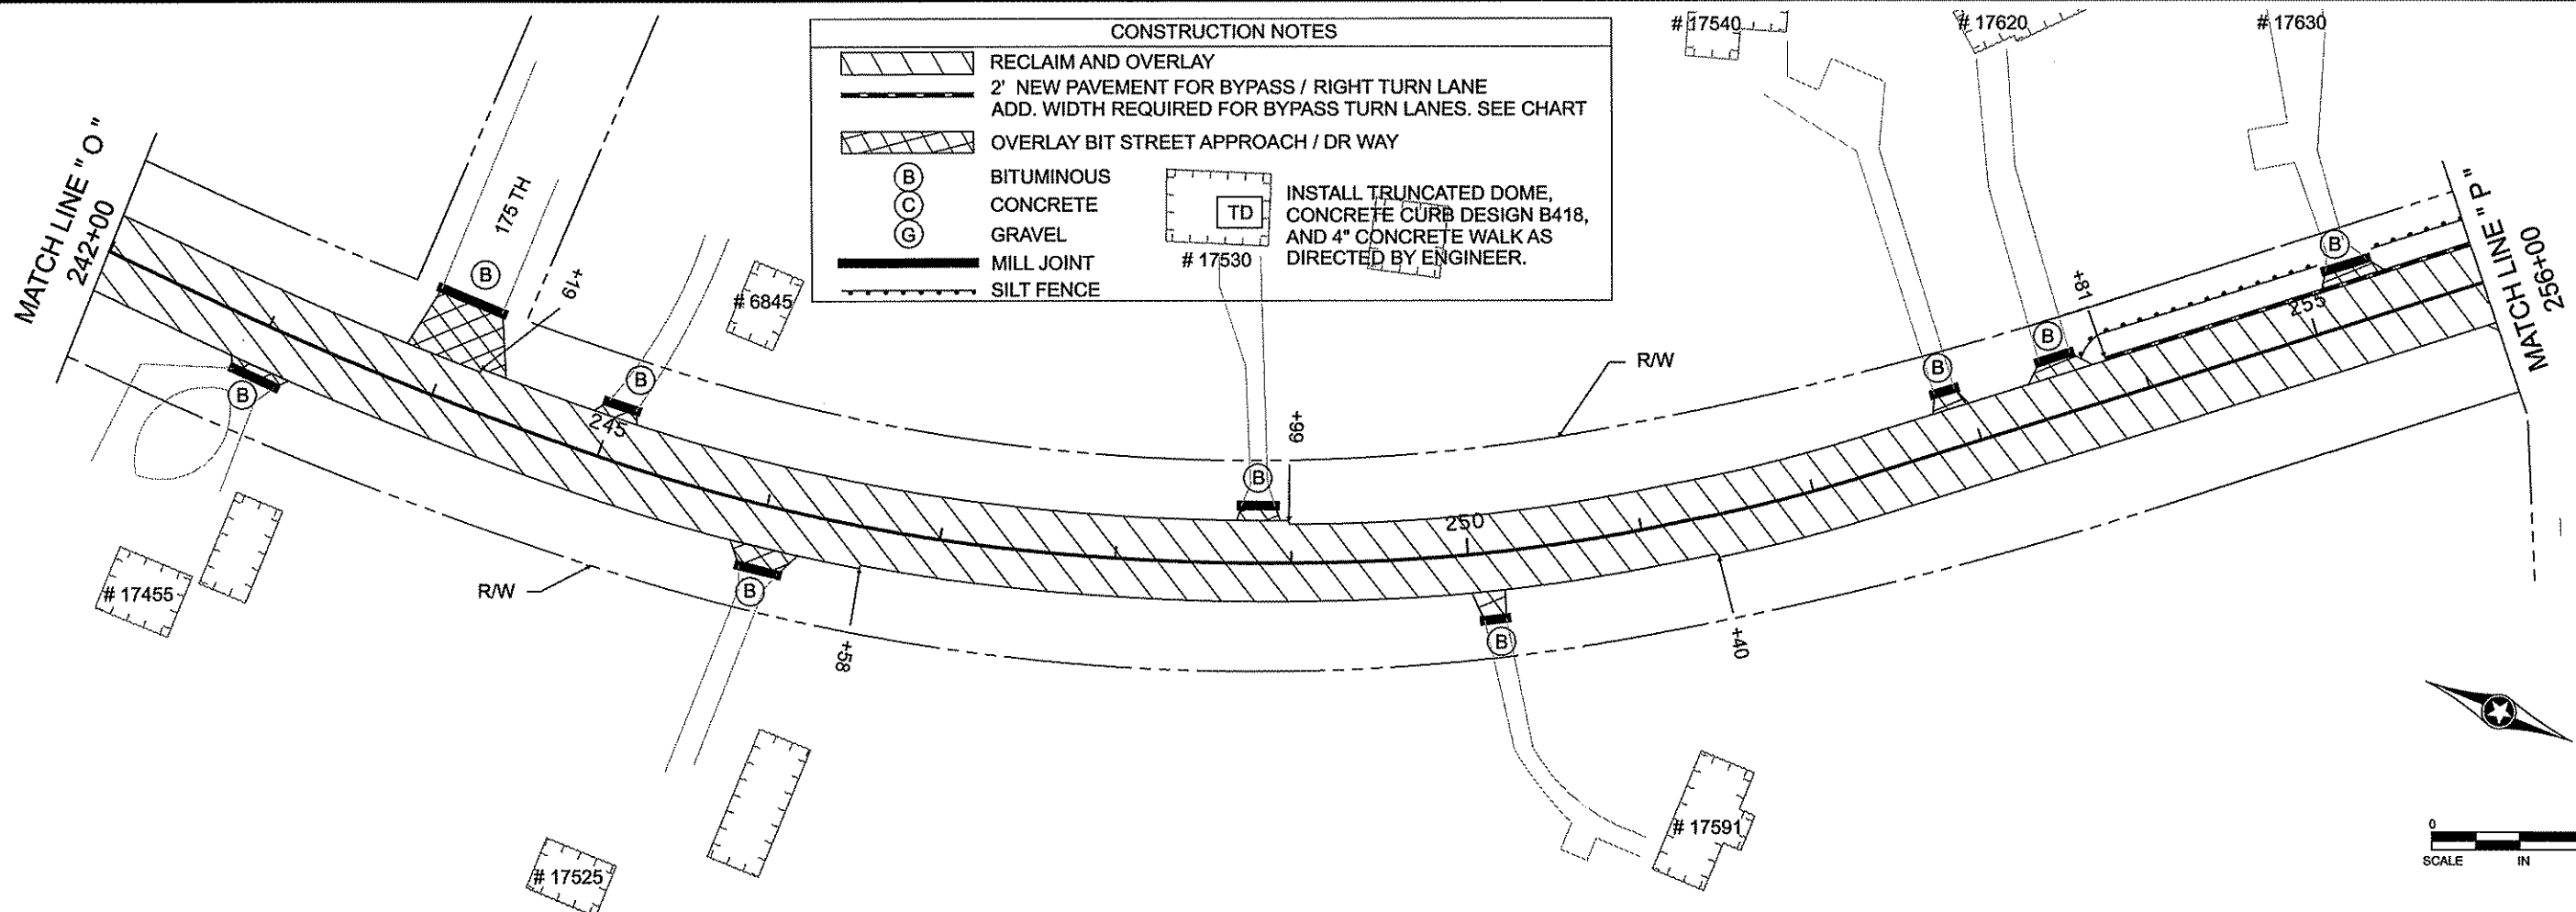 CONSTRUCTION NOTES
RECLAIM AND OVERLAY
2' NEW PAVEMENT FOR BYPASS / RIGHT TURN LANE
ADD. WIDTH REQUIRED FOR BYPASS TURN LANES. SEE CHART
OVERLAY BIT STREET APPROACH / DR WAY
B BITUMINOUS
C CONCRETE
G GRAVEL
MILL JOINT
SILT FENCE
TD
INSTALL TRUNCATED DOME,
CONCRETE CURB DESIGN B418,
AND 4" CONCRETE WALK AS
DIRECTED BY ENGINEER.
# 17530
# 17540
# 17620
# 17630
MATCH LINE " O "
242+00
175 TH
B
+19
# 6845
B
B
245
# 17455
R/W
B
+58
# 17525
B
+99
250
R/W
B
+40
# 17591
B
B
+81
B
255
MATCH LINE " P "
256+00
0
SCALE IN